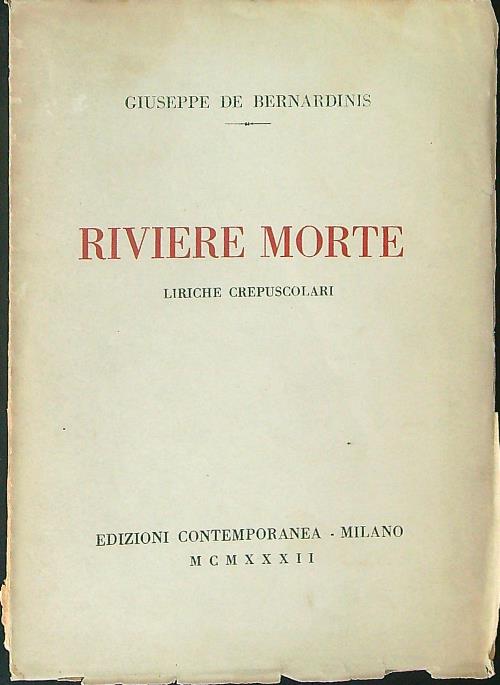 GIUSEPPE DE BERNARDINIS
RIVIERE MORTE
LIRICHE CREPUSCOLARI
EDIZIONI CONTEMPORANEA - MILANO
MCMXXXII